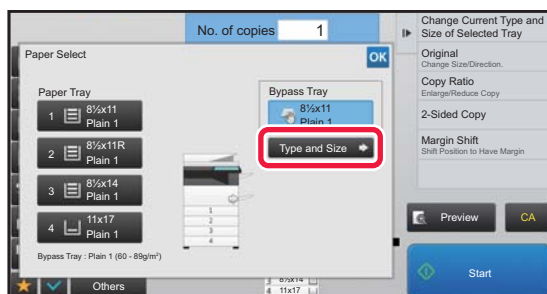 No. of copies 1
Paper Select
OK
Paper Tray
1 8½x11
Plain 1
2 8½x11R
Plain 1
3 8½x14
Plain 1
4 11x17
Plain 1
Bypass Tray : Plain 1 (60 - 89g/m²)
1
2
3
4
Bypass Tray
8½x11
Plain 1
Type and Size
Change Current Type and
Size of Selected Tray
Original
Change Size/Direction.
Copy Ratio
Enlarge/Reduce Copy
2-Sided Copy
Margin Shift
Shift Position to Have Margin
Preview
CA
Start
Others
3 8½x14
4 11x17